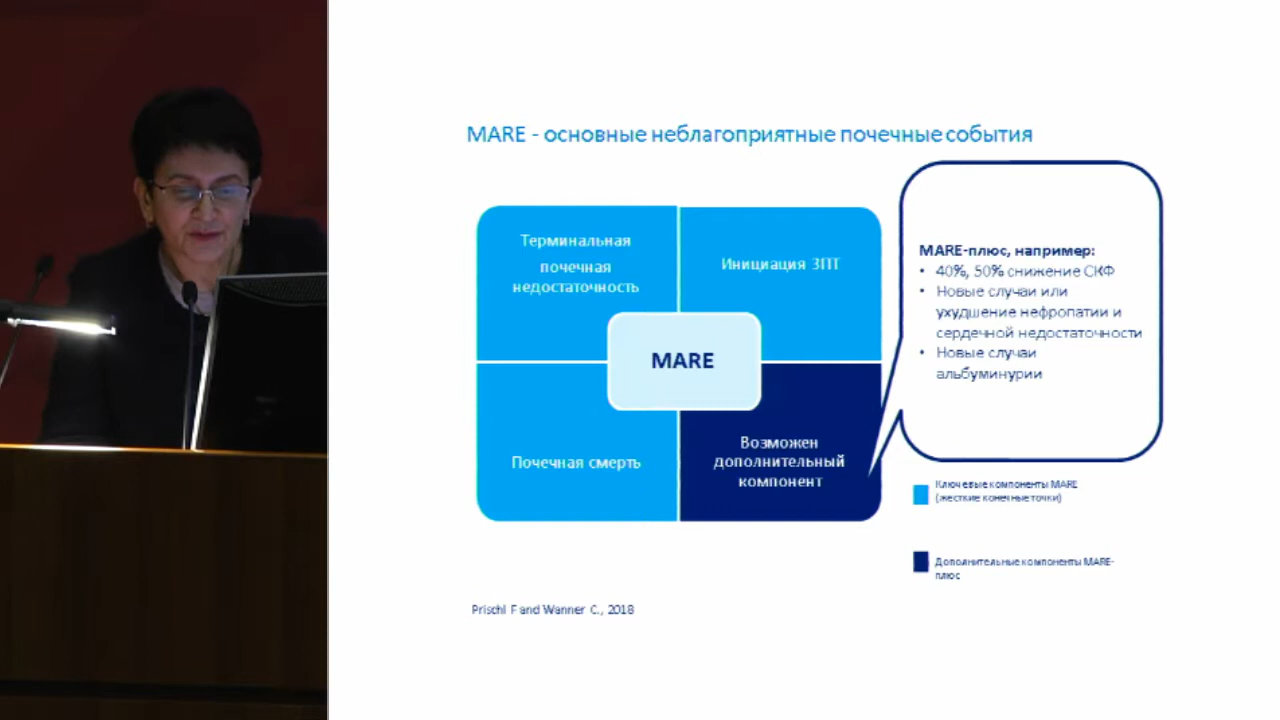 MARE - основные неблагоприятные почечные события
Терминальная
почечная
недостаточность
Инициация ЗПТ
MARE
Почечная смерть
Возможен
дополнительный
компонент
MARE-плюс, например:
• 40%, 50% снижение СКФ
• Новые случаи или
ухудшение нефропатии и
сердечной недостаточности
• Новые случаи
альбуминурии
Ключевые компоненты MARE
(жесткие конечные точки)
Дополнительные компоненты MARE-
плюс
Prischl F and Wanner C., 2018